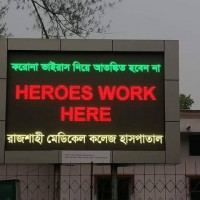 করোনা ভাইরাস নিয়ে আতঙ্কিত হবেন না
HEROES WORK
HERE
রাজশাহী মেডিকেল কলেজ হাসপাতাল